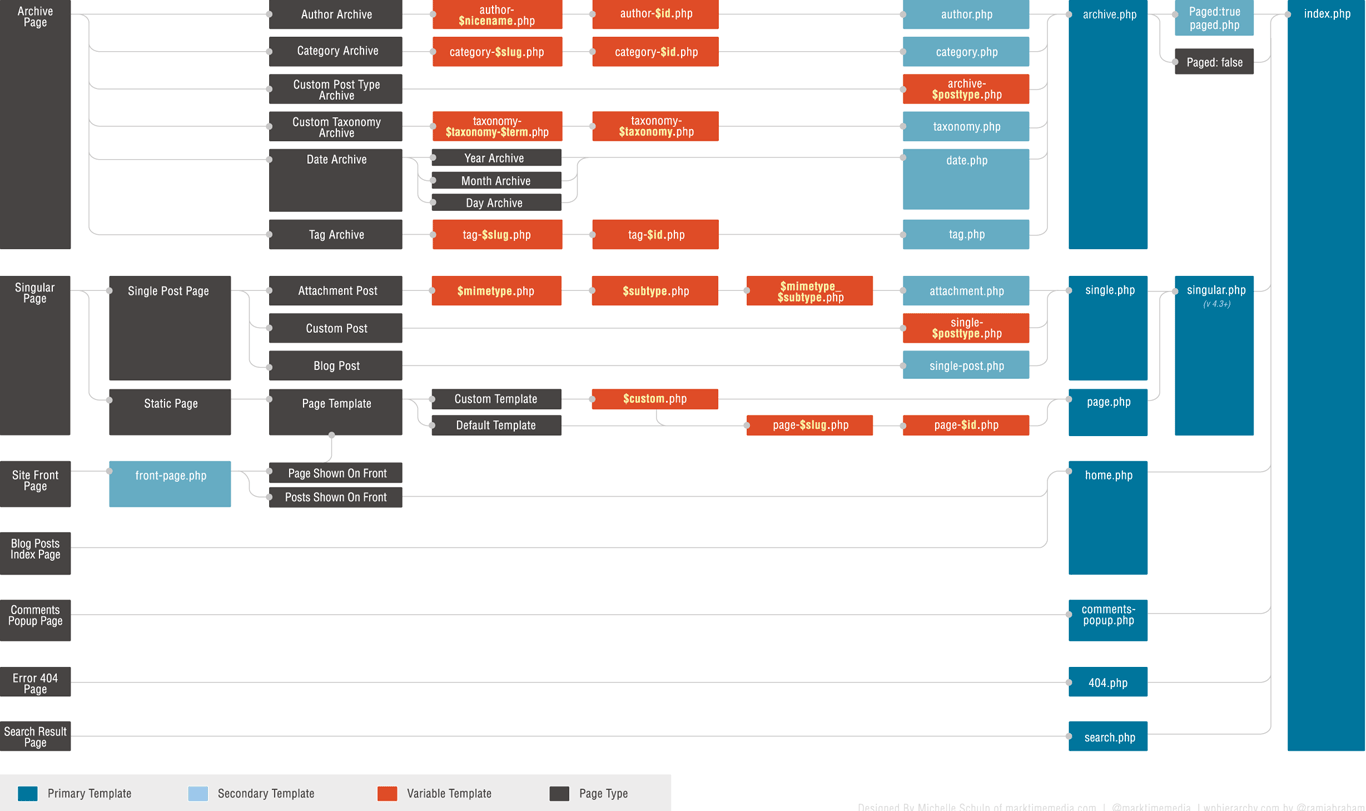 Archive
Page
Author Archive
author-
$nicename.php
author-$id.php
author.php
archive.php
Paged:true
paged.php
index.php
Category Archive
category-$slug.php
category-$id.php
category.php
Paged: false
Custom Post Type
Archive
archive-
$posttype.php
Custom Taxonomy
Archive
taxonomy-
$taxonomy-$term.php
taxonomy-
$taxonomy.php
taxonomy.php
Date Archive
Year Archive
Month Archive
Day Archive
date.php
Tag Archive
tag-$slug.php
tag-$id.php
tag.php
Singular
Page
Single Post Page
Attachment Post
$mimetype.php
$subtype.php
$mimetype_
$subtype.php
attachment.php
single.php
singular.php
(v 4.3+)
Custom Post
single-
$posttype.php
Blog Post
single-post.php
Static Page
Page Template
Custom Template
$custom.php
page.php
Default Template
page-$slug.php
page-$id.php
Site Front
Page
front-page.php
Page Shown On Front
Posts Shown On Front
home.php
Blog Posts
Index Page
Comments
Popup Page
comments-
popup.php
Error 404
Page
404.php
Search Result
Page
search.php
Primary Template
Secondary Template
Variable Template
Page Type
Designed By Michelle Schulp of marktimemedia.com | @marktimemedia | wphierarchy.com by @ramiabraham